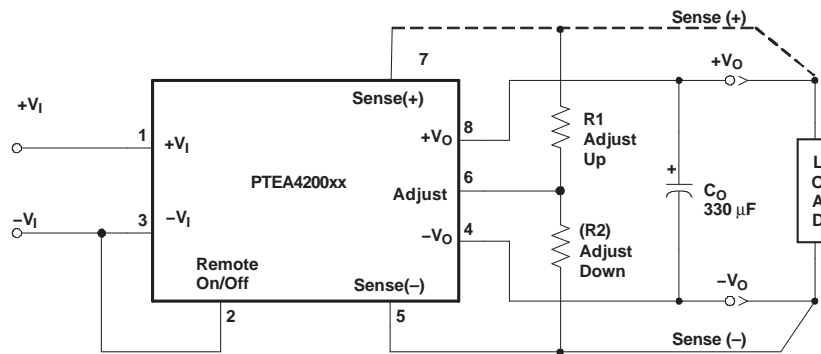 Sense (+)
7
+VO
Sense(+)
+VI
8
+VO
R1
Adjust
Up
1
+VI
L
O
A
D
PTEA4200xx
6
Adjust
+
CO
330 μF
–VI
3
–VI
4
–VO
(R2)
Adjust
Down
Remote
On/Off
Sense(–)
–VO
2
5
Sense (–)